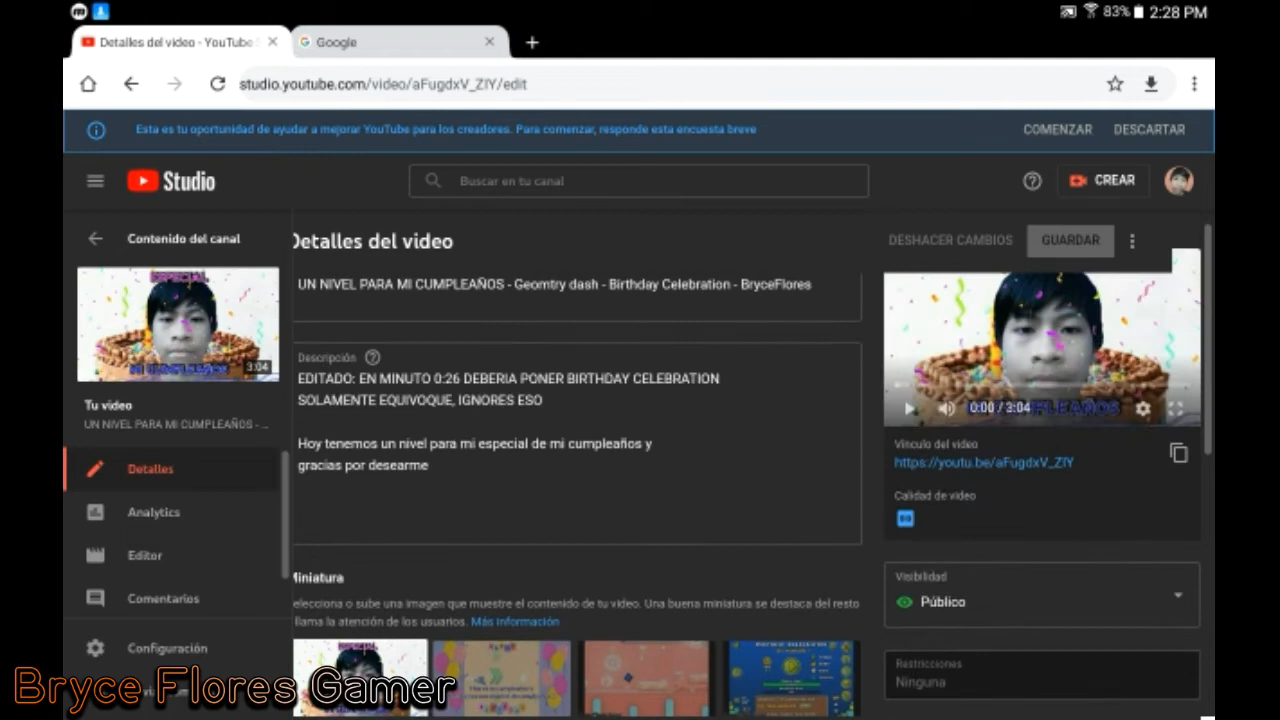 83% 2:28 PM
Detalles del video - YouTube S
Google
studio.youtube.com/video/aFugdxV_ZIY/edit
Esta es tu oportunidad de ayudar a mejorar YouTube para los creadores. Para comenzar, responde esta encuesta breve
COMENZAR
DESCARTAR
Studio
Buscar en tu canal
CREAR
Contenido del canal
Detalles del video
DESHACER CAMBIOS
GUARDAR
ESPECIAL
MI CUMPLEAÑOS
3:04
UN NIVEL PARA MI CUMPLEAÑOS - Geomtry dash - Birthday Celebration - BryceFlores
Descripción
EDITADO: EN MINUTO 0:26 DEBERIA PONER BIRTHDAY CELEBRATION
SOLAMENTE EQUIVOQUE, IGNORES ESO
Hoy tenemos un nivel para mi especial de mi cumpleaños y
gracias por desearme
0:00 / 3:04
Tu video
UN NIVEL PARA MI CUMPLEAÑOS - ...
Vínculo del video
https://youtu.be/aFugdxV_ZIY
Calidad de video
Detalles
Analytics
Editor
Comentarios
Configuración
Miniatura
elecciona o sube una imagen que muestre el contenido de tu video. Una buena miniatura se destaca del resto
llama la atención de los usuarios. Más información
Visibilidad
Público
Restricciones
Ninguna
Bryce Flores Gamer